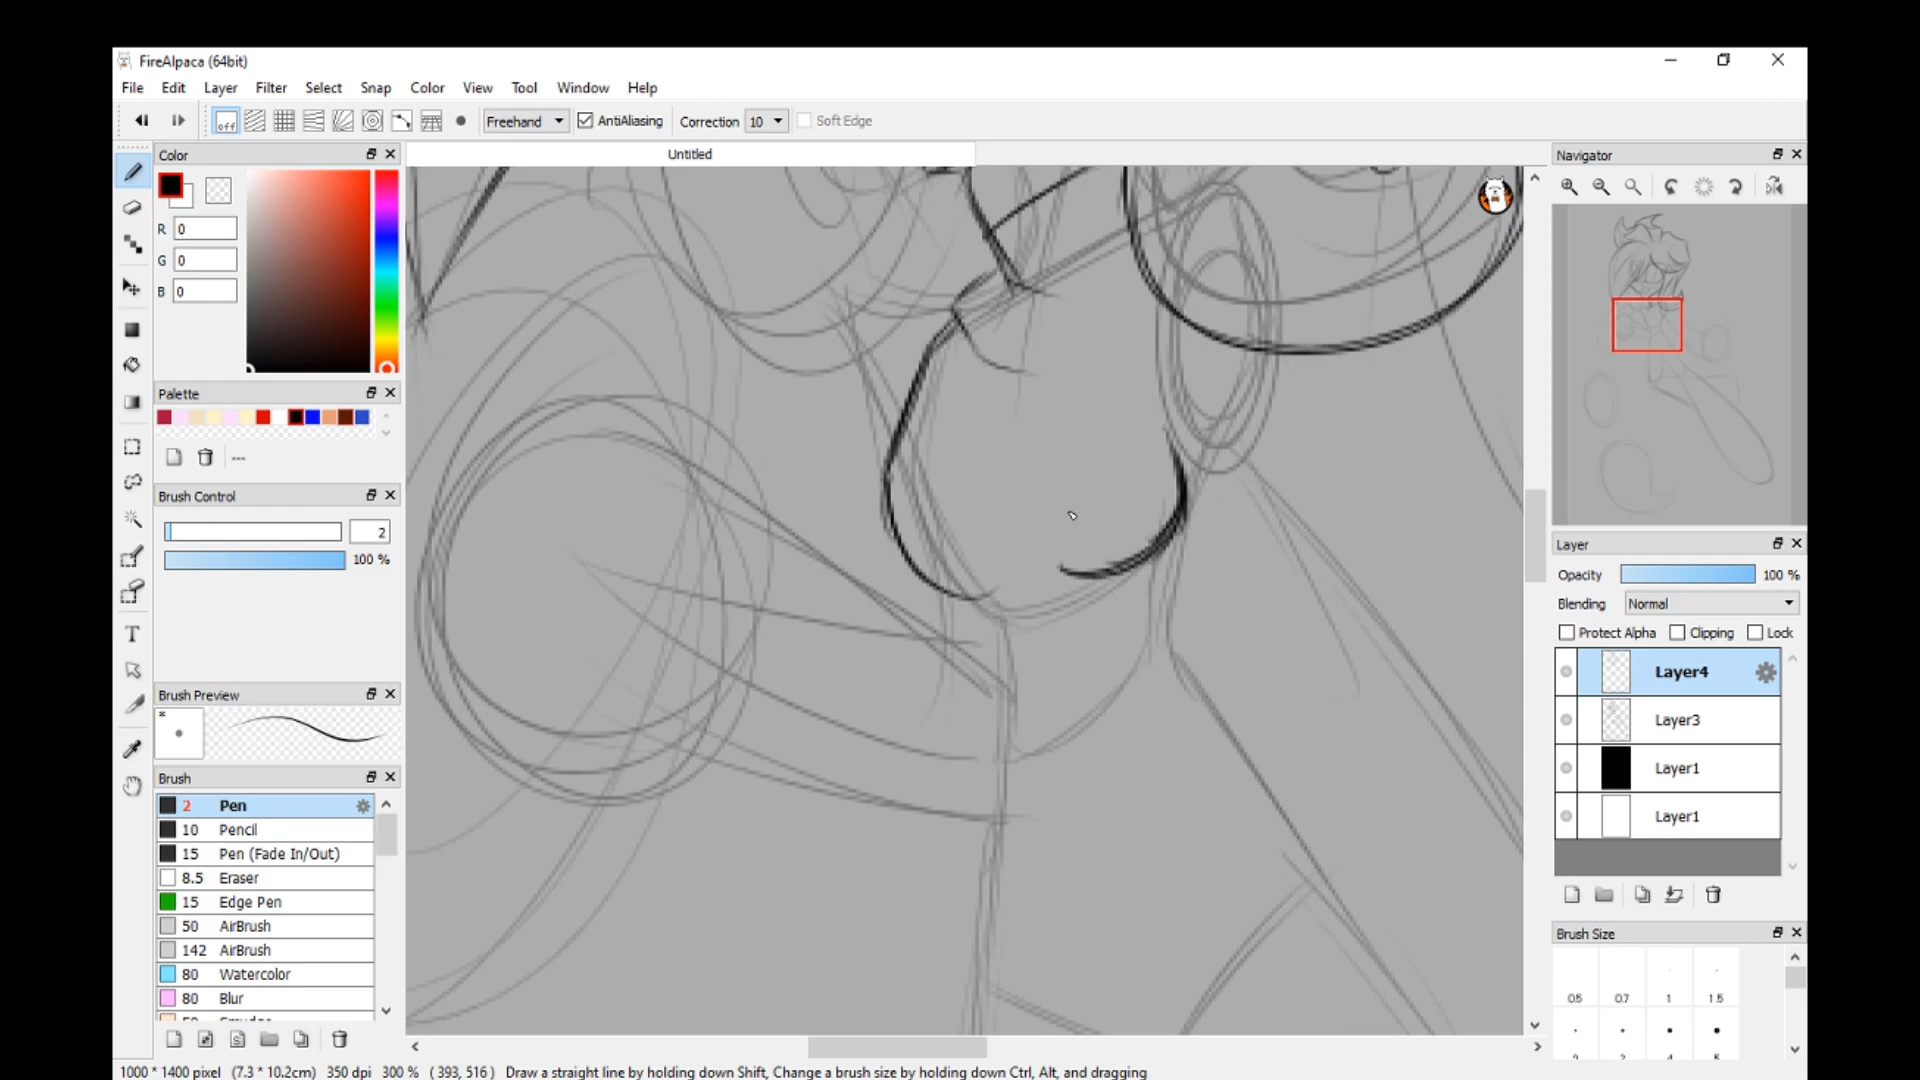 FireAlpaca (64bit)
File Edit Layer Filter Select Snap Color View Tool Window Help
off Freehand AntiAliasing Correction 10 Soft Edge
Color
Untitled
Navigator
R 0
G 0
B 0
Palette
---
Brush Control
2
100 %
Layer
Opacity 100 %
Blending Normal
Protect Alpha Clipping Lock
Layer4
Layer3
Layer1
Layer1
T
Brush Preview
Brush
2 Pen
10 Pencil
15 Pen (Fade In/Out)
8.5 Eraser
15 Edge Pen
50 AirBrush
142 AirBrush
80 Watercolor
80 Blur
Brush Size
0.5 0.7 1 1.5
1000 * 1400 pixel (7.3 * 10.2cm) 350 dpi 300 % ( 393, 516 ) Draw a straight line by holding down Shift, Change a brush size by holding down Ctrl, Alt, and dragging